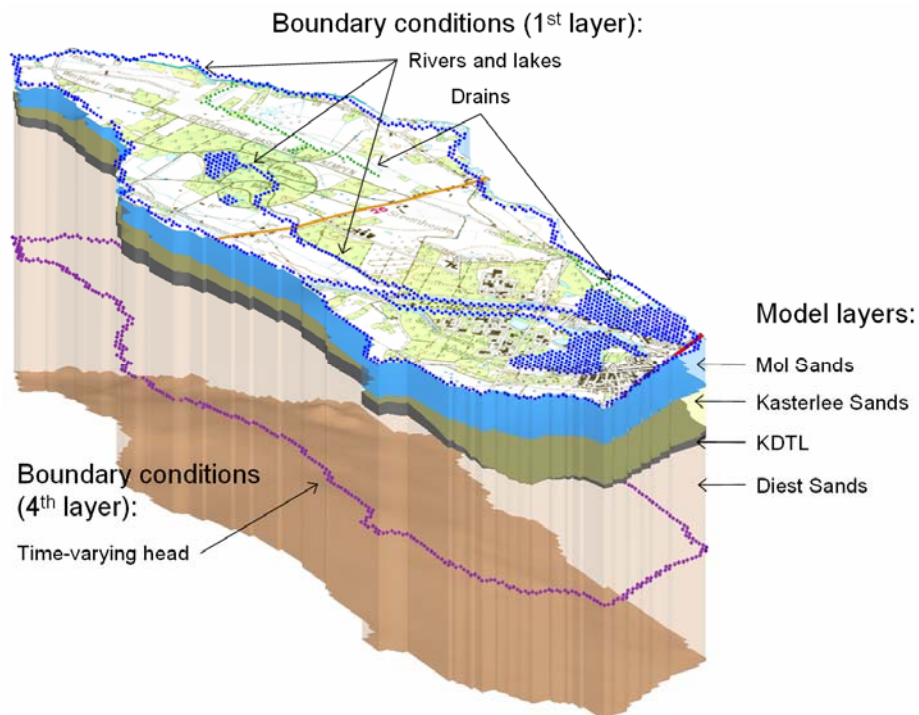 Boundary conditions (1st layer):
Rivers and lakes
Drains
Model layers:
Mol Sands
Kasterlee Sands
KDTL
Diest Sands
Boundary conditions
(4th layer):
Time-varying head